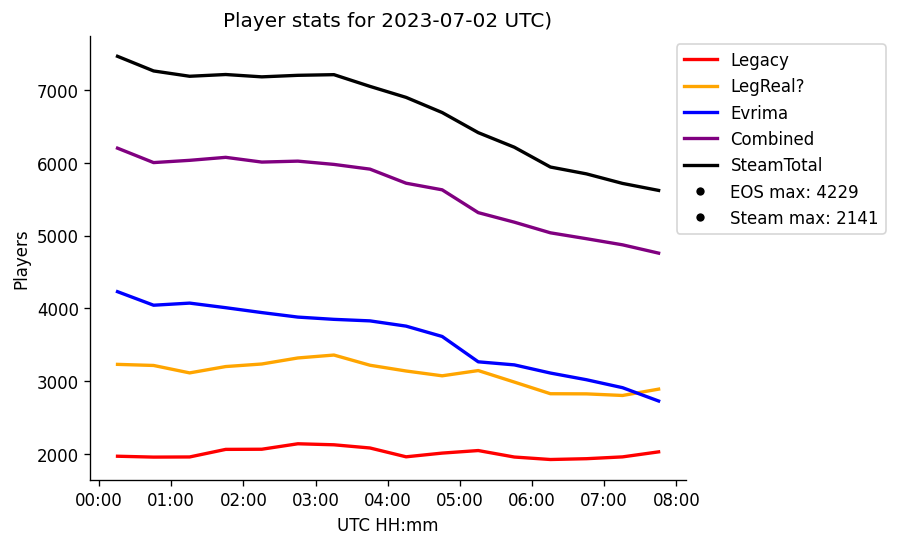 Player stats for 2023-07-02 UTC)
Players
7000
6000
5000
4000
3000
2000
00:00 01:00 02:00 03:00 04:00 05:00 06:00 07:00 08:00
UTC HH:mm
Legacy
LegReal?
Evrima
Combined
SteamTotal
EOS max: 4229
Steam max: 2141